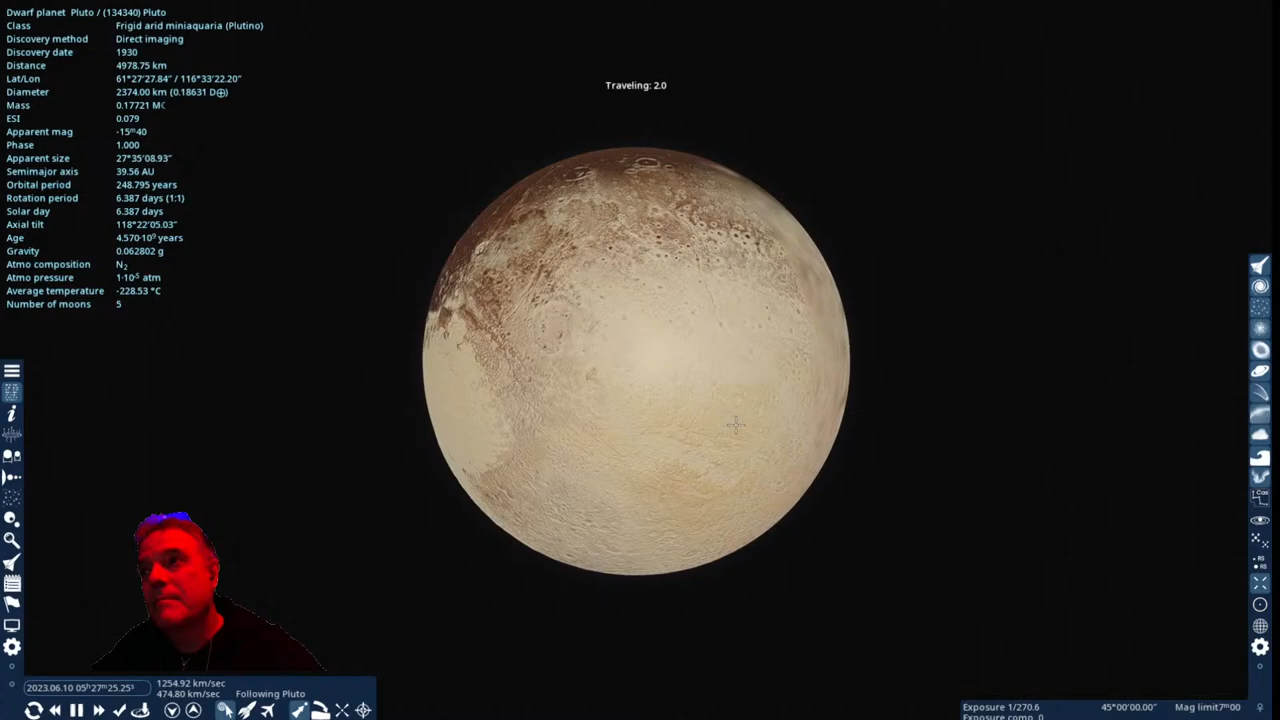 Dwarf planet Pluto / (134340) Pluto
Class Frigid arid miniaquaria (Plutino)
Discovery method Direct imaging
Discovery date 1930
Distance 4978.75 km
Lat/Lon 61°27′27.84″ / 116°33′22.20″
Diameter 2374.00 km (0.18631 D⊕)
Mass 0.17721 M☾
ESI 0.079
Apparent mag -15ᵐ40
Phase 1.000
Apparent size 27°35′08.93″
Semimajor axis 39.56 AU
Orbital period 248.795 years
Rotation period 6.387 days (1:1)
Solar day 6.387 days
Axial tilt 118°22′05.03″
Age 4.570·10⁹ years
Gravity 0.062802 g
Atmo composition N₂
Atmo pressure 1·10⁻⁵ atm
Average temperature -228.53 °C
Number of moons 5
Traveling: 2.0
RS
RS
2023.06.10 05ʰ27ᵐ25.25ˢ
1254.92 km/sec
474.80 km/sec Following Pluto
Exposure 1/270.6 45°00′00.00″ Mag limit 7ᵐ00
Exposure comp. 0